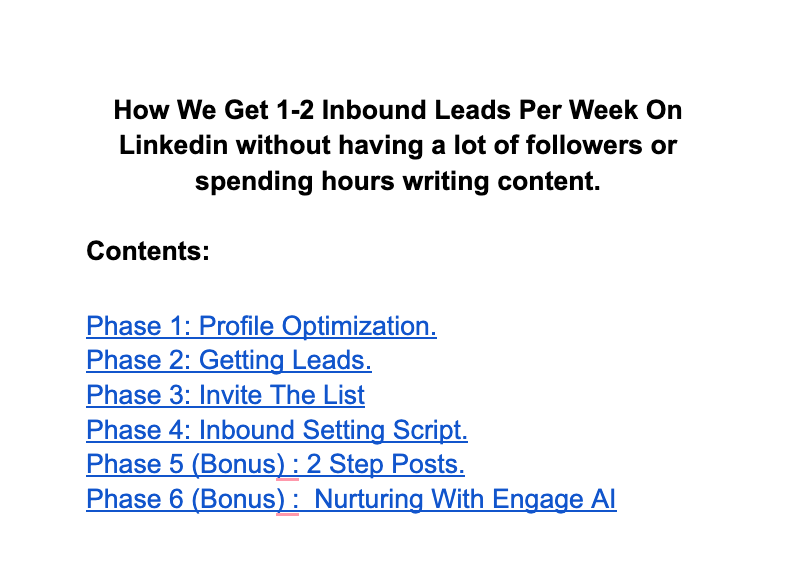 How We Get 1-2 Inbound Leads Per Week On
Linkedin without having a lot of followers or
spending hours writing content.
Contents:
Phase 1: Profile Optimization.
Phase 2: Getting Leads.
Phase 3: Invite The List
Phase 4: Inbound Setting Script.
Phase 5 (Bonus) : 2 Step Posts.
Phase 6 (Bonus) :  Nurturing With Engage AI